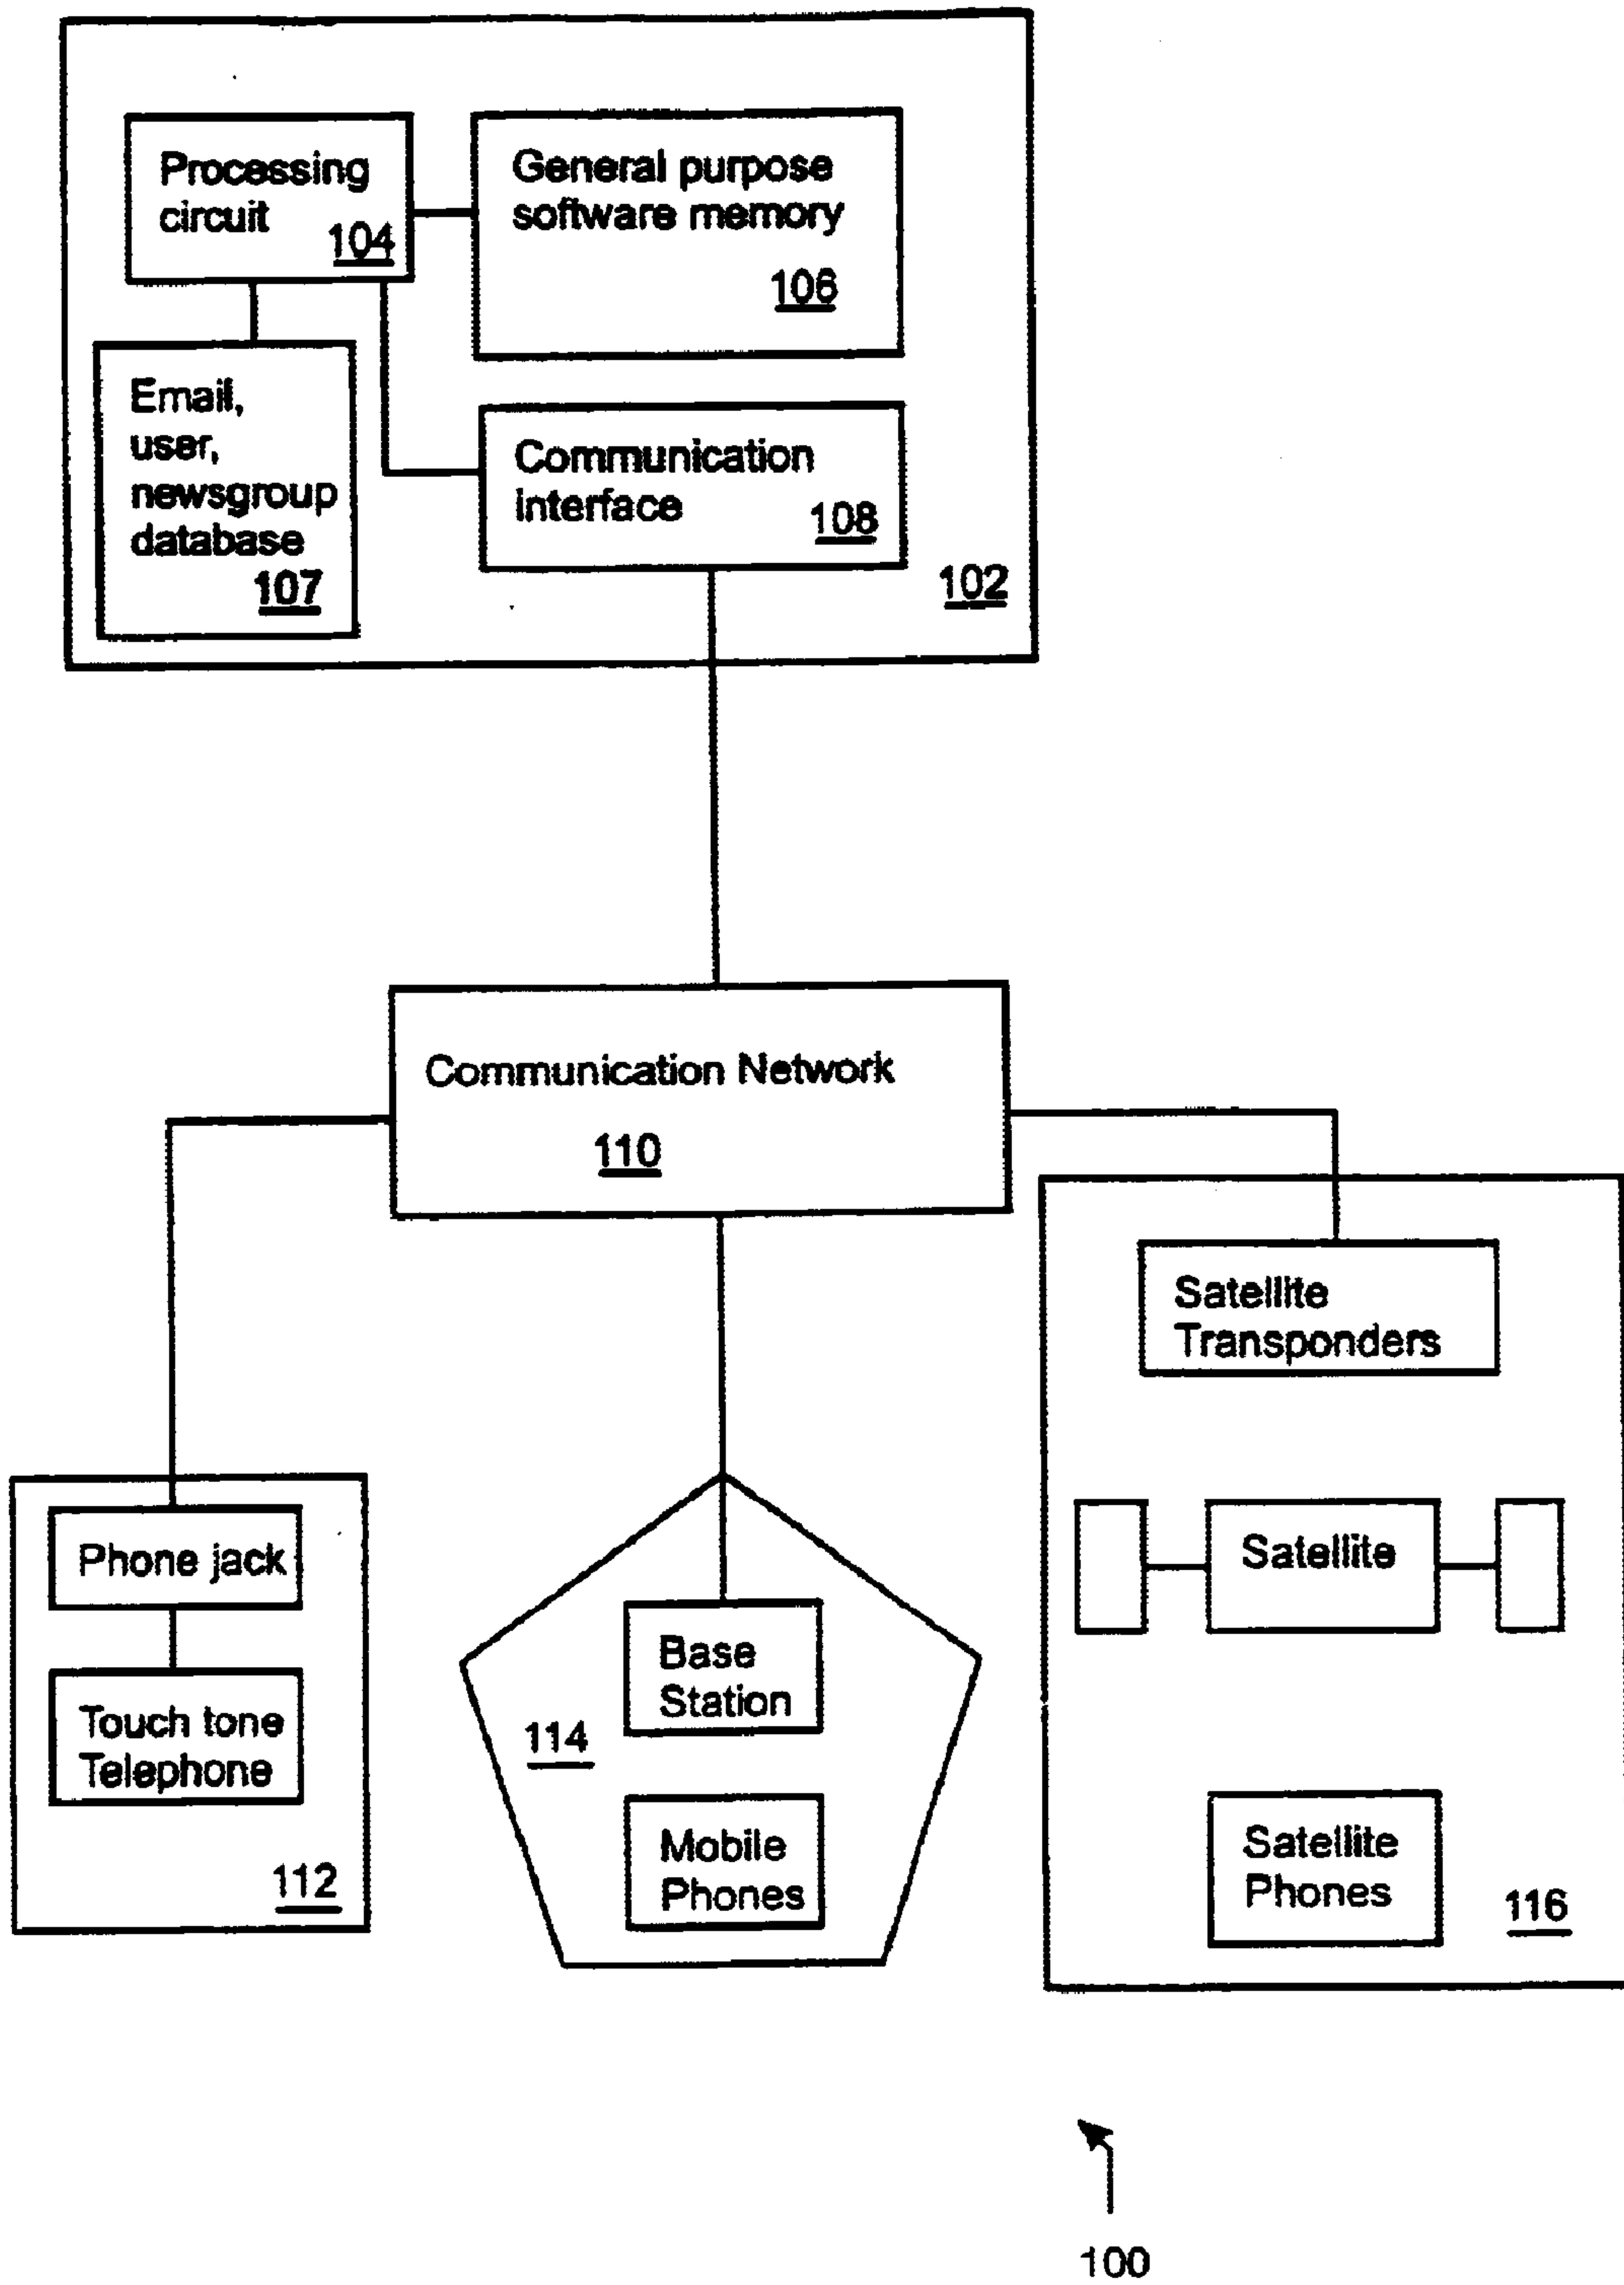 Processing
circuit
104
General purpose
software memory
106
Email,
user,
newsgroup
database
107
Communication
interface
108
102
Communication Network
110
Satellite
Transponders
Phone jack
Satellite
Base
Station
Touch tone
Telephone
114
Mobile
Phones
Satellite
Phones
112
116
100